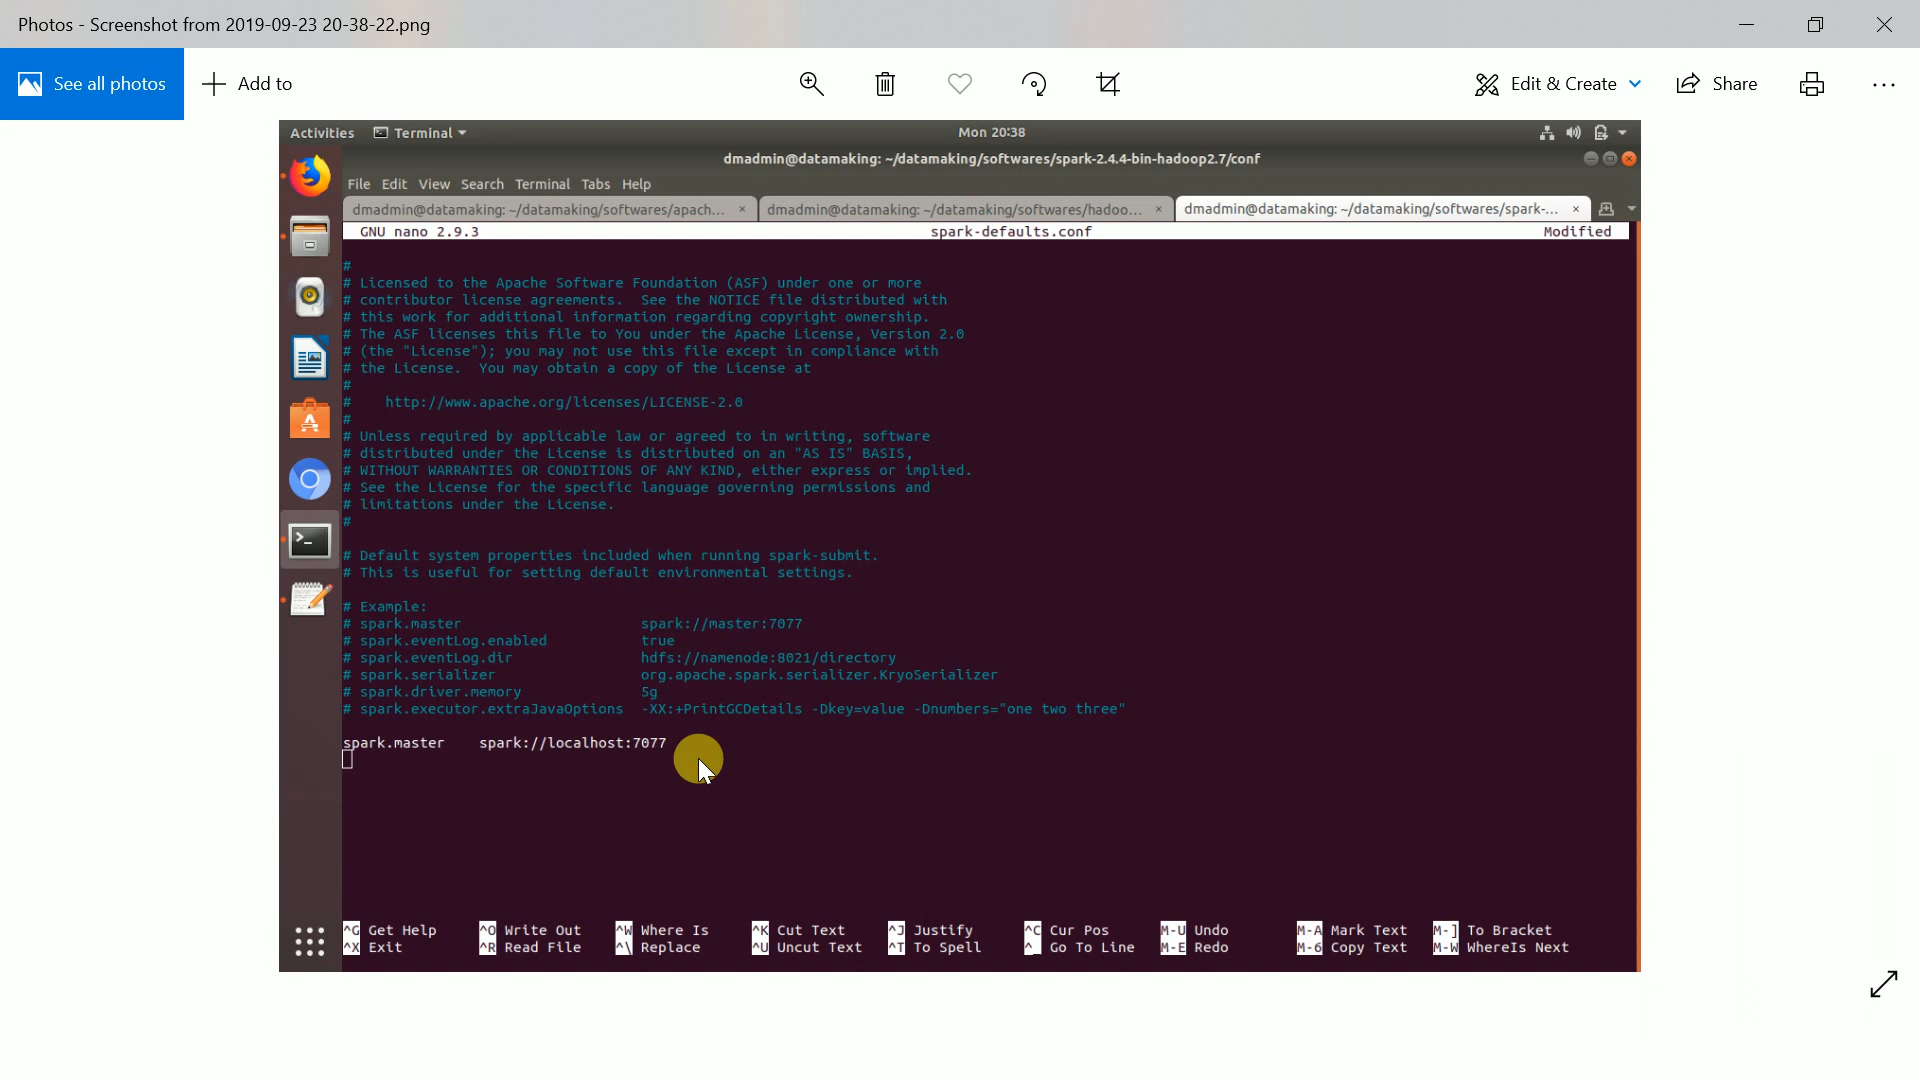 Photos - Screenshot from 2019-09-23 20-38-22.png
See all photos
Add to
Edit & Create
Share
Activities
Terminal
Mon 20:38
dmadmin@datamaking: ~/datamaking/softwares/spark-2.4.4-bin-hadoop2.7/conf
File Edit View Search Terminal Tabs Help
dmadmin@datamaking: ~/datamaking/softwares/apach... × dmadmin@datamaking: ~/datamaking/softwares/hadoo... × dmadmin@datamaking: ~/datamaking/softwares/spark-... ×
GNU nano 2.9.3 spark-defaults.conf Modified
#
# Licensed to the Apache Software Foundation (ASF) under one or more
# contributor license agreements.  See the NOTICE file distributed with
# this work for additional information regarding copyright ownership.
# The ASF licenses this file to You under the Apache License, Version 2.0
# (the "License"); you may not use this file except in compliance with
# the License.  You may obtain a copy of the License at
#
#    http://www.apache.org/licenses/LICENSE-2.0
#
# Unless required by applicable law or agreed to in writing, software
# distributed under the License is distributed on an "AS IS" BASIS,
# WITHOUT WARRANTIES OR CONDITIONS OF ANY KIND, either express or implied.
# See the License for the specific language governing permissions and
# limitations under the License.
#
# Default system properties included when running spark-submit.
# This is useful for setting default environmental settings.
# Example:
# spark.master                     spark://master:7077
# spark.eventLog.enabled           true
# spark.eventLog.dir               hdfs://namenode:8021/directory
# spark.serializer                 org.apache.spark.serializer.KryoSerializer
# spark.driver.memory              5g
# spark.executor.extraJavaOptions  -XX:+PrintGCDetails -Dkey=value -Dnumbers="one two three"
spark.master    spark://localhost:7077
^G Get Help ^O Write Out ^W Where Is ^K Cut Text ^J Justify ^C Cur Pos M-U Undo M-A Mark Text M-] To Bracket
^X Exit ^R Read File ^\ Replace ^U Uncut Text ^T To Spell ^_ Go To Line M-E Redo M-6 Copy Text M-W WhereIs Next